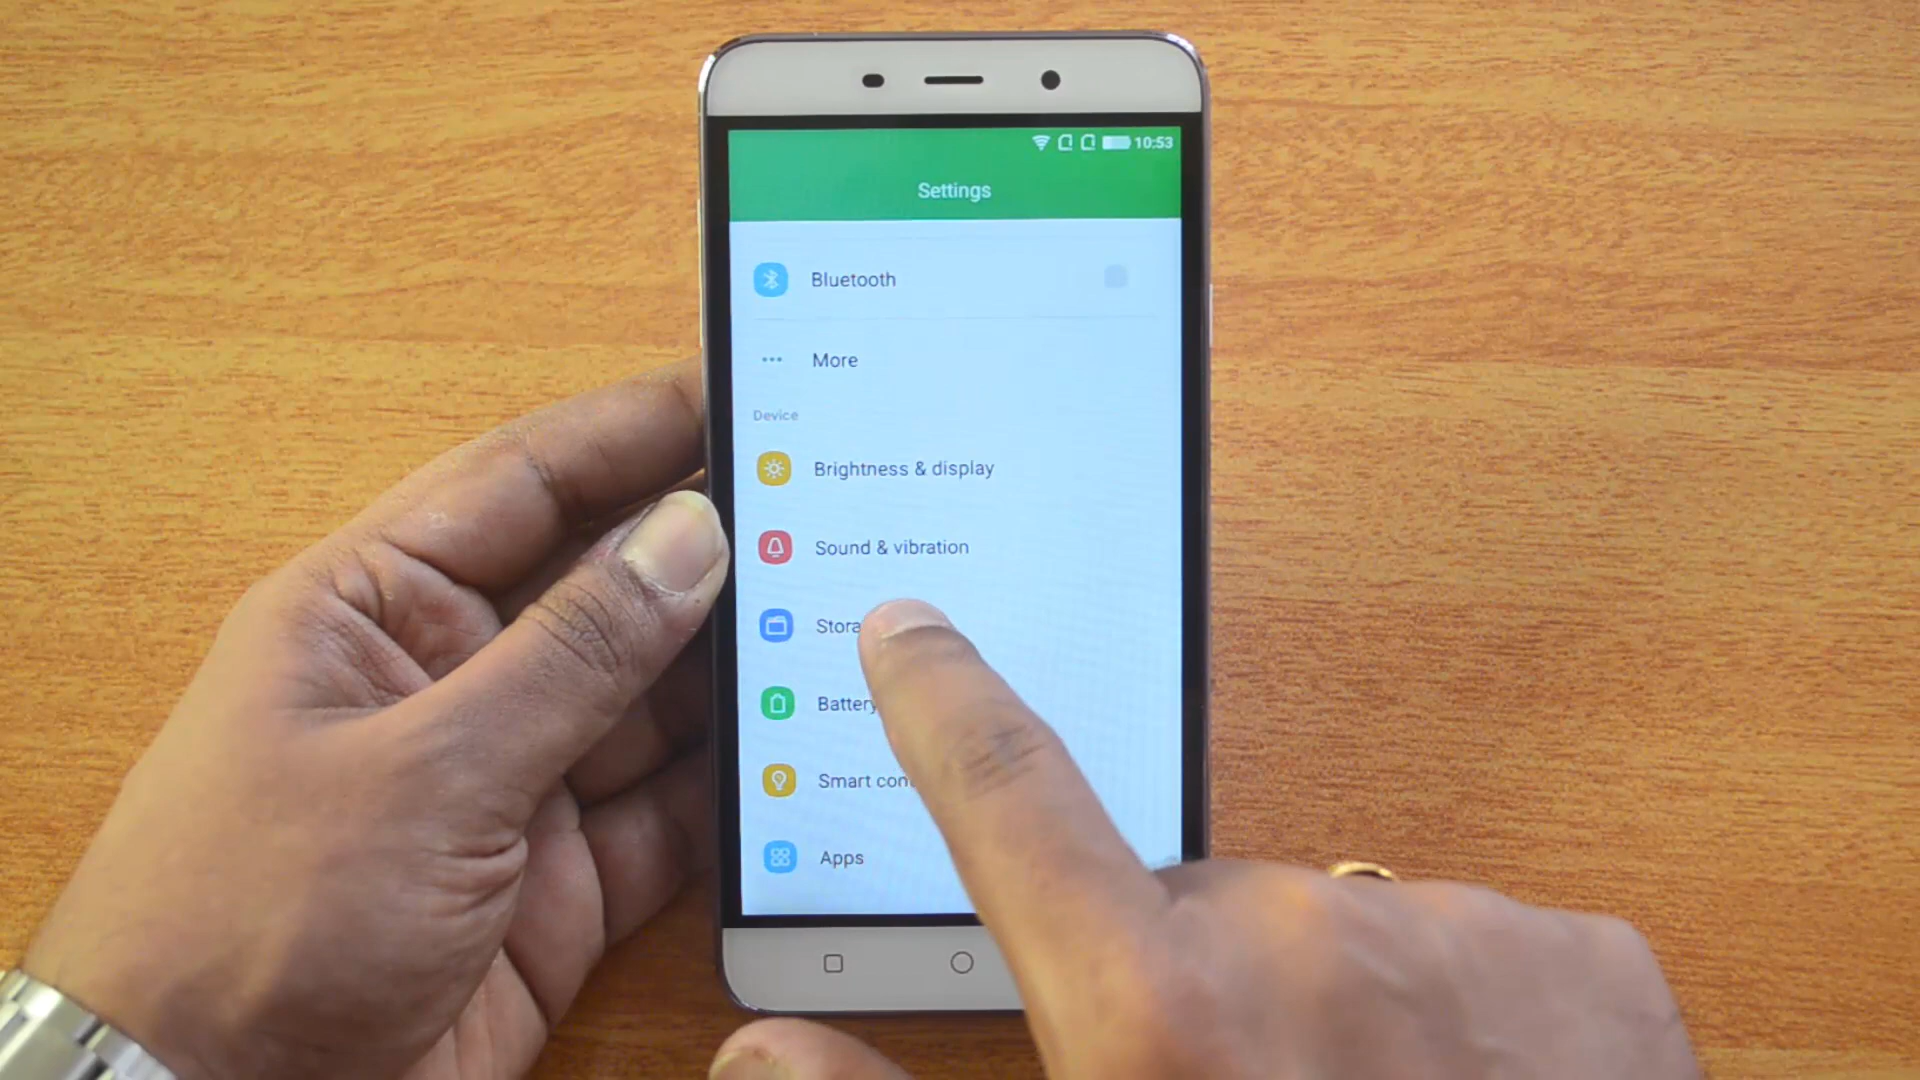 10:53
Settings
Bluetooth
More
Device
Brightness & display
Sound & vibration
Stora
Battery
Smart con
Apps